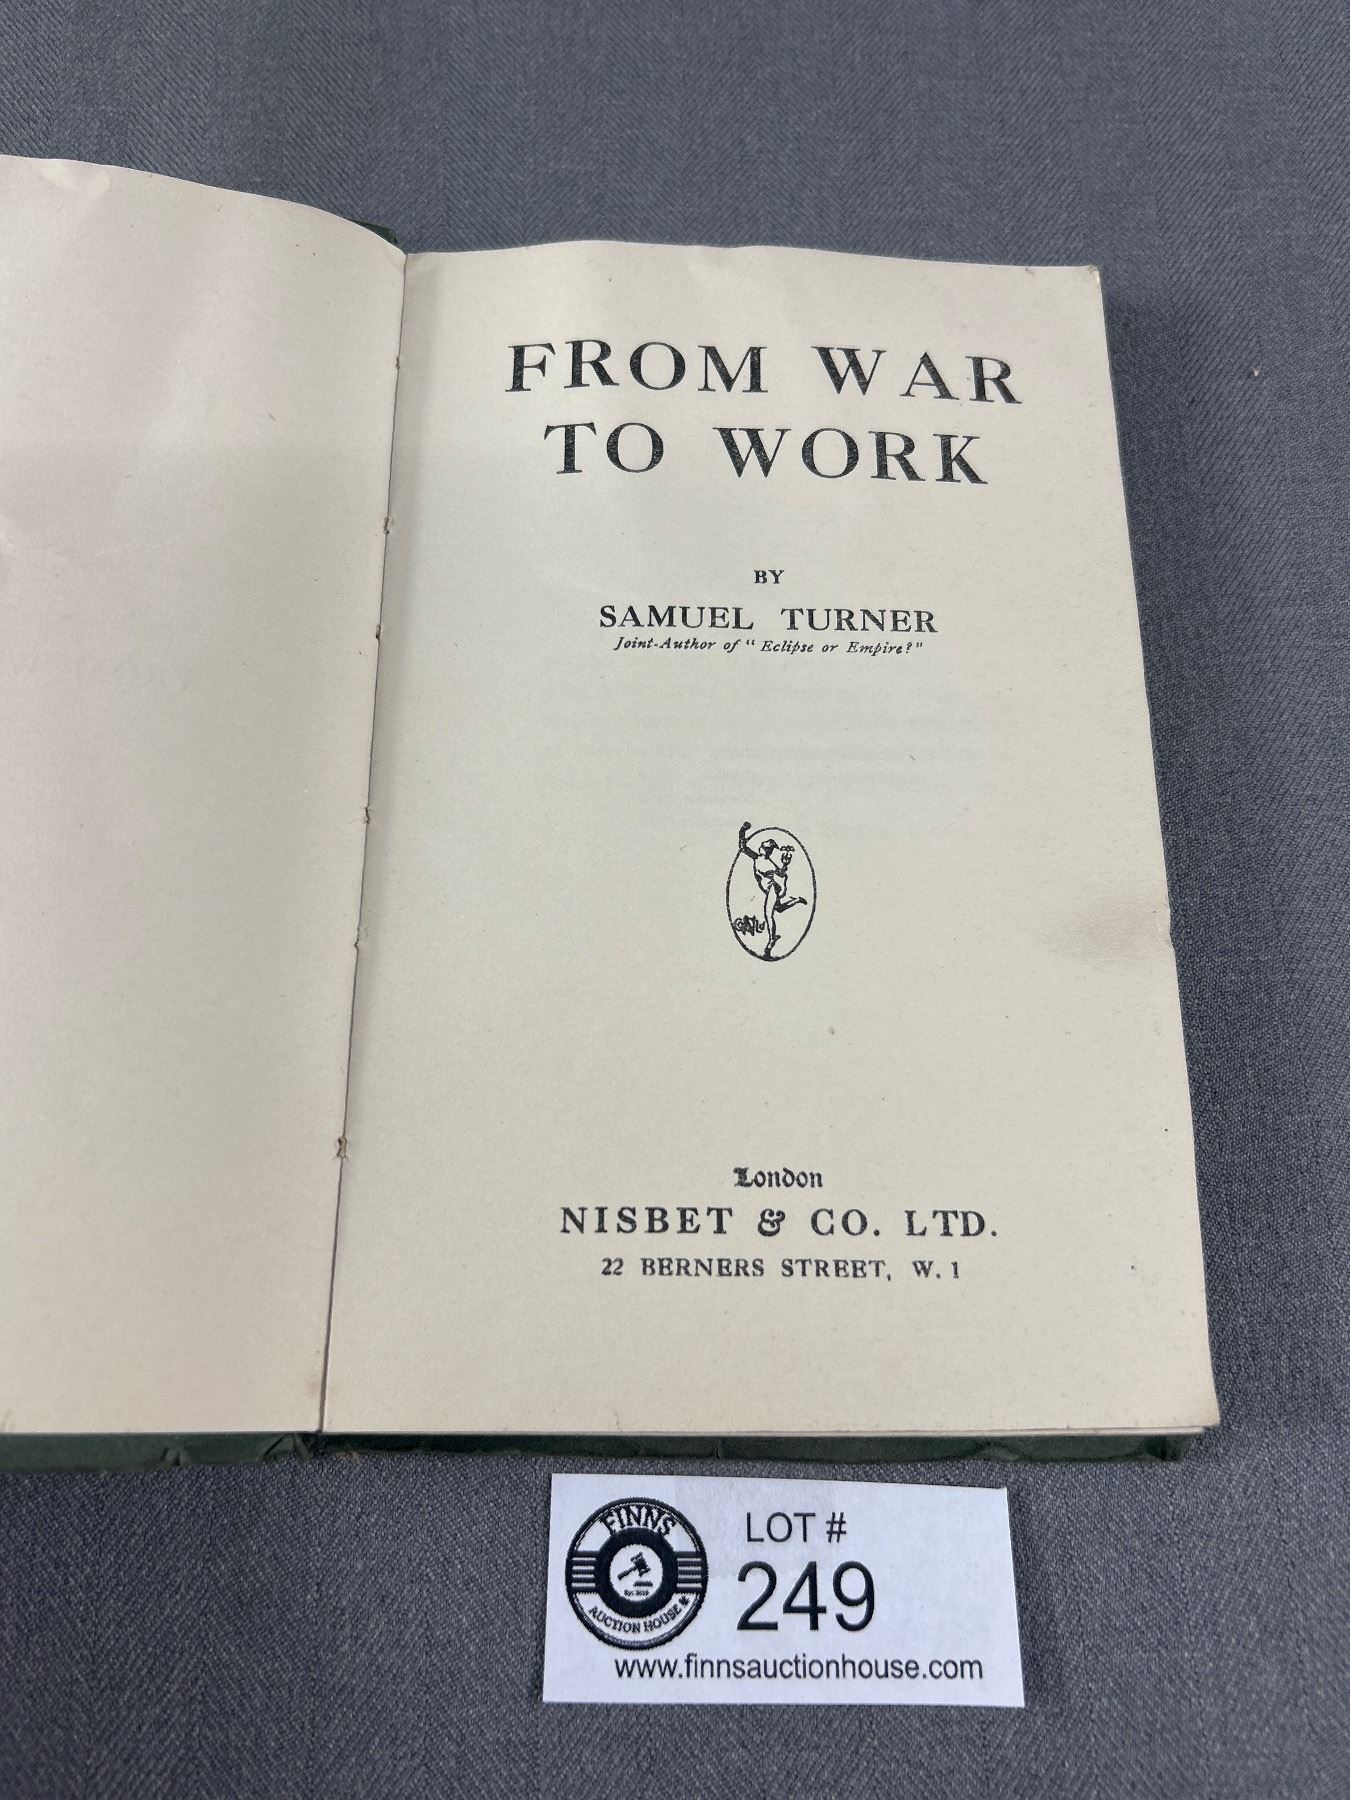 FROM WAR
TO WORK
BY
SAMUEL TURNER
Joint-Author of "Eclipse or Empire?"
London
NISBET & CO. LTD.
22 BERNERS STREET, W. 1
FINNS
AUCTION HOUSE
LOT #
249
www.finnsauctionhouse.com